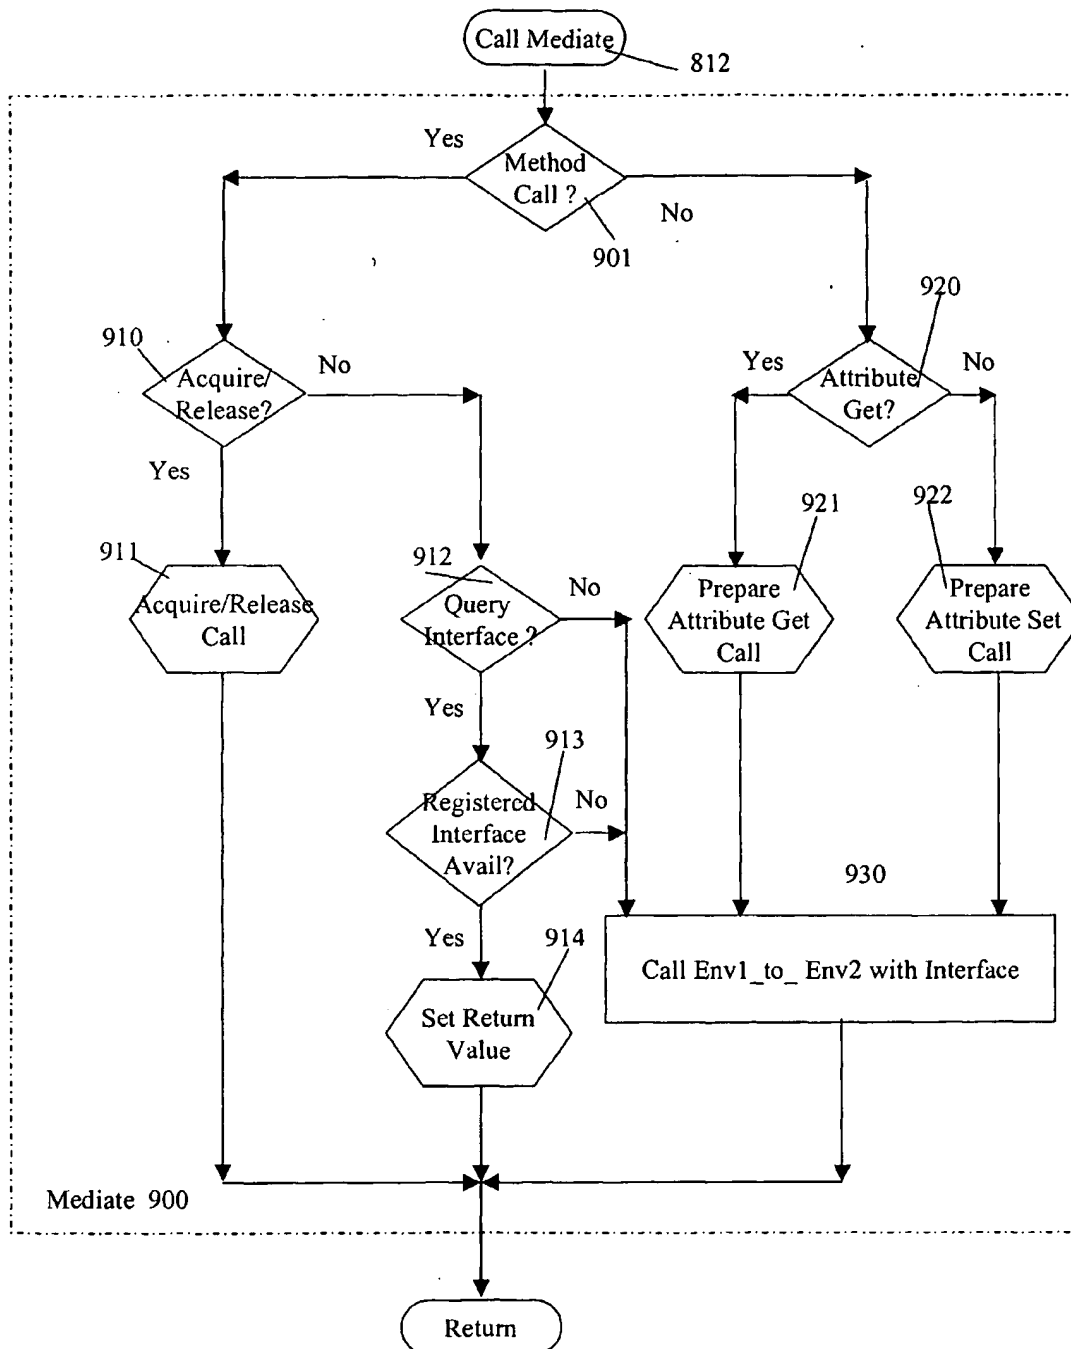 Call Mediate
812
Yes
Method
Call ?
No
901
920
910
Acquire/
Release?
No
Yes
Attribute
Get?
No
Yes
911
Acquire/Release
Call
912
Query
Interface ?
No
921
Prepare
Attribute Get
Call
922
Prepare
Attribute Set
Call
Yes
913
Registered
Interface
Avail?
No
930
Yes
914
Set Return
Value
Call Env1_to_ Env2 with Interface
Mediate 900
Return